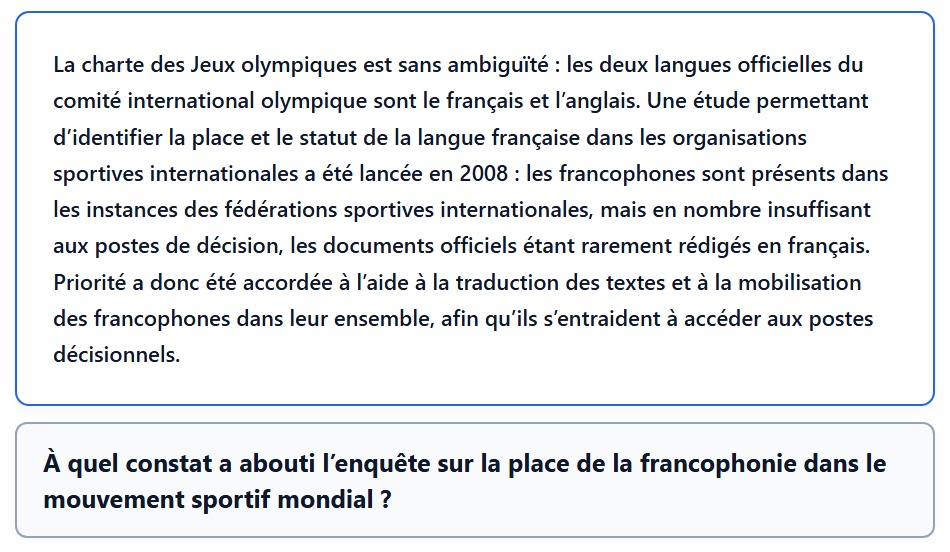 La charte des Jeux olympiques est sans ambiguïté : les deux langues officielles du
comité international olympique sont le français et l’anglais. Une étude permettant
d’identifier la place et le statut de la langue française dans les organisations
sportives internationales a été lancée en 2008 : les francophones sont présents dans
les instances des fédérations sportives internationales, mais en nombre insuffisant
aux postes de décision, les documents officiels étant rarement rédigés en français.
Priorité a donc été accordée à l’aide à la traduction des textes et à la mobilisation
des francophones dans leur ensemble, afin qu’ils s’entraident à accéder aux postes
décisionnels.
À quel constat a abouti l’enquête sur la place de la francophonie dans le
mouvement sportif mondial ?